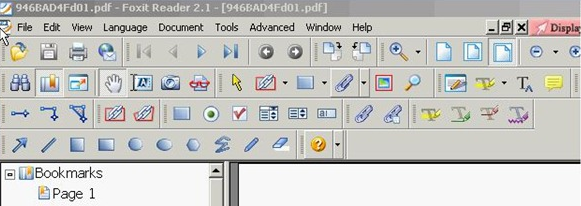 946BAD4Fd01.pdf - Foxit Reader 2.1 - [946BAD4Fd01.pdf]
File Edit View Language Document Tools Advanced Window Help Display
Bookmarks
Page 1